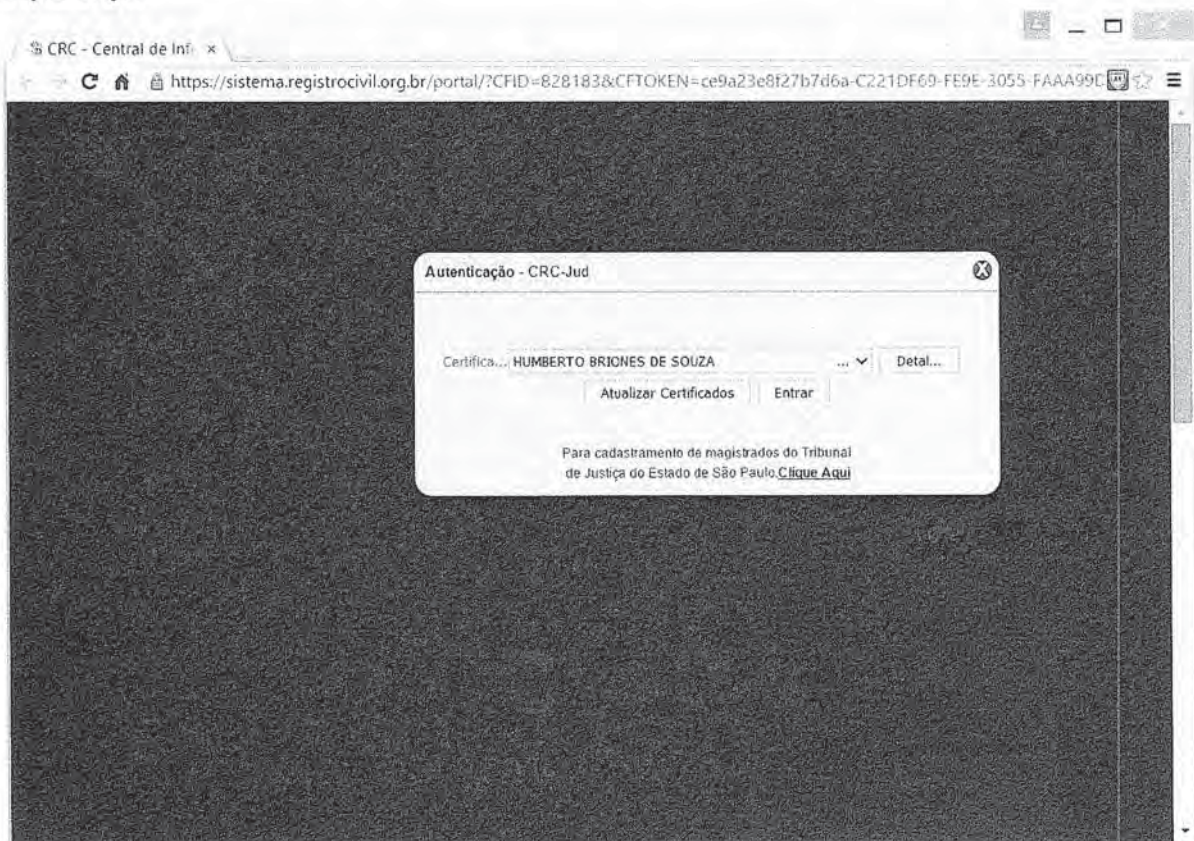 CRC - Central de Inf
https://sistema.registrocivil.org.br/portal/?CFID=828183&CFTOKEN=ce9a23e8f27b7d6a-C221DF69-FE9E-3055-FAAA99D
Autenticação - CRC-Jud
Certifica... HUMBERTO BRIONES DE SOUZA ... Detal...
Atualizar Certificados Entrar
Para cadastramento de magistrados do Tribunal
de Justiça do Estado de São Paulo.Clique Aqui